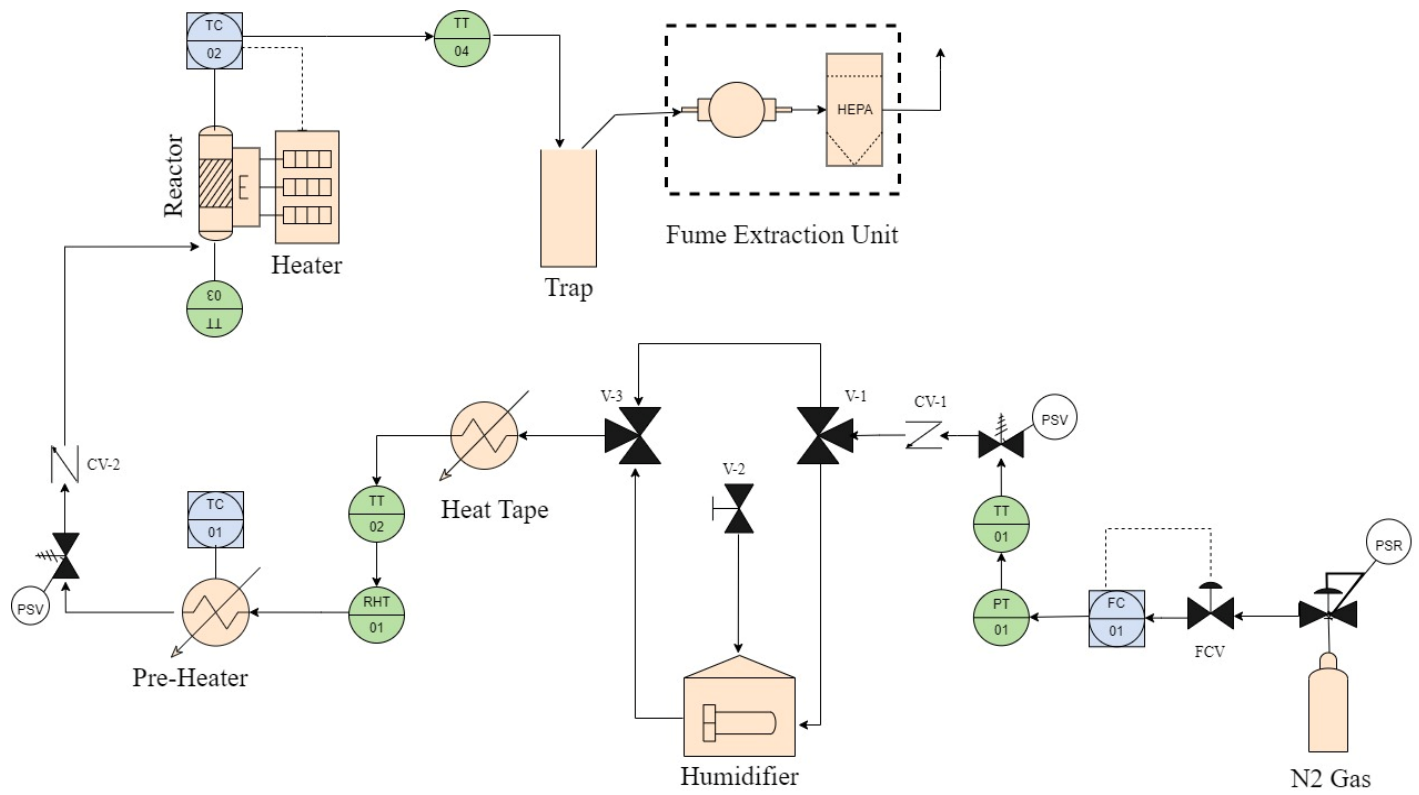 TC
02
TT
04
HEPA
Reactor
E
Heater
Trap
Fume Extraction Unit
TT
03
V-3
V-1
CV-1
PSV
CV-2
V-2
Heat Tape
TC
01
TT
02
TT
01
PSR
PSV
RHT
01
PT
01
FC
01
FCV
Pre-Heater
Humidifier
N2 Gas